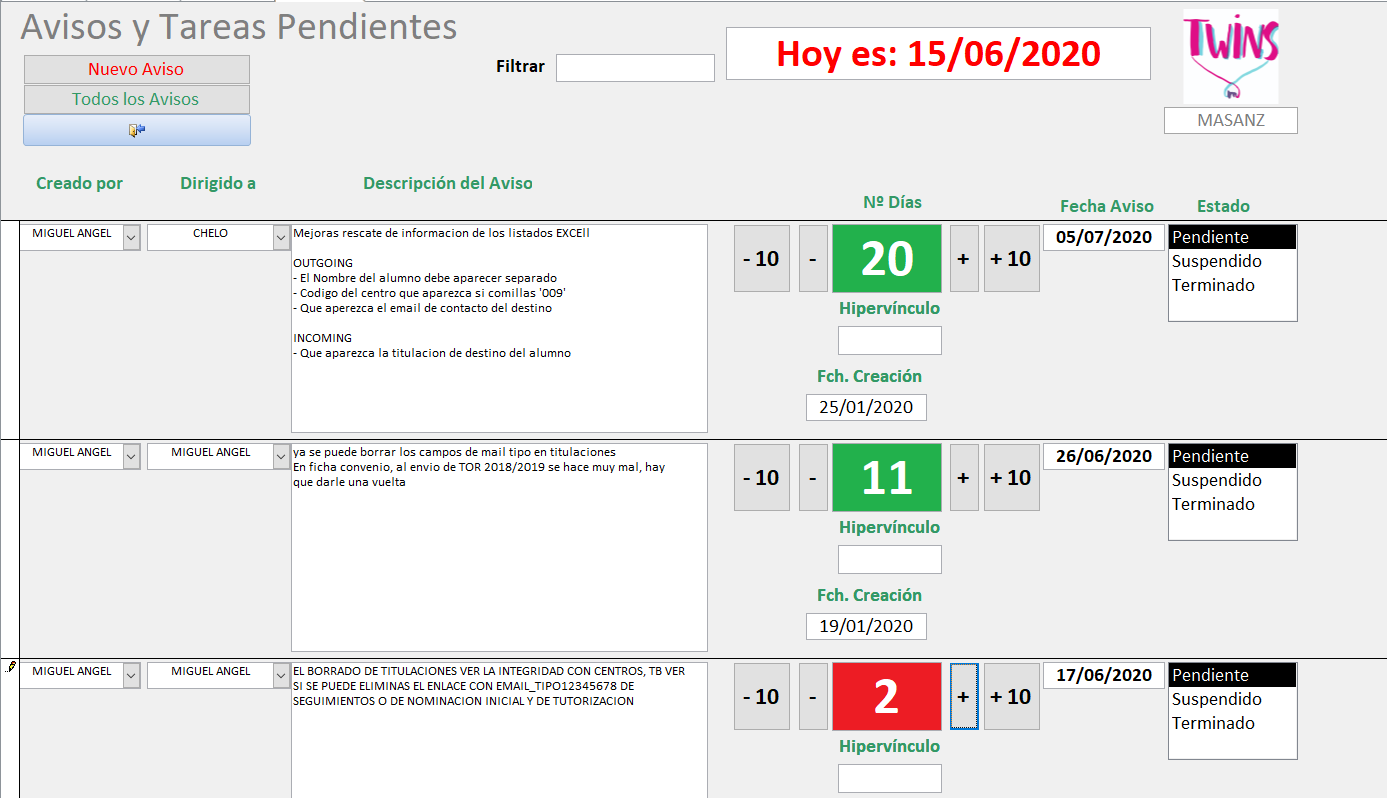 Avisos y Tareas Pendientes
Nuevo Aviso
Todos los Avisos
Filtrar
Hoy es: 15/06/2020
TWINS
MASANZ
Creado por
Dirigido a
Descripción del Aviso
Nº Días
Fecha Aviso
Estado
MIGUEL ANGEL
CHELO
Mejoras rescate de informacion de los listados EXCEll
OUTGOING
- El Nombre del alumno debe aparecer separado
- Codigo del centro que aparezca si comillas '009'
- Que aperezca el email de contacto del destino
INCOMING
- Que aparezca la titulacion de destino del alumno
- 10
-
20
+
+ 10
Hipervínculo
Fch. Creación
25/01/2020
05/07/2020
Pendiente
Suspendido
Terminado
MIGUEL ANGEL
MIGUEL ANGEL
ya se puede borrar los campos de mail tipo en titulaciones
En ficha convenio, al envio de TOR 2018/2019 se hace muy mal, hay
que darle una vuelta
- 10
-
11
+
+ 10
Hipervínculo
Fch. Creación
19/01/2020
26/06/2020
Pendiente
Suspendido
Terminado
MIGUEL ANGEL
MIGUEL ANGEL
EL BORRADO DE TITULACIONES VER LA INTEGRIDAD CON CENTROS, TB VER
SI SE PUEDE ELIMINAS EL ENLACE CON EMAIL_TIPO12345678 DE
SEGUIMIENTOS O DE NOMINACION INICIAL Y DE TUTORIZACION
- 10
-
2
+
+ 10
Hipervínculo
17/06/2020
Pendiente
Suspendido
Terminado